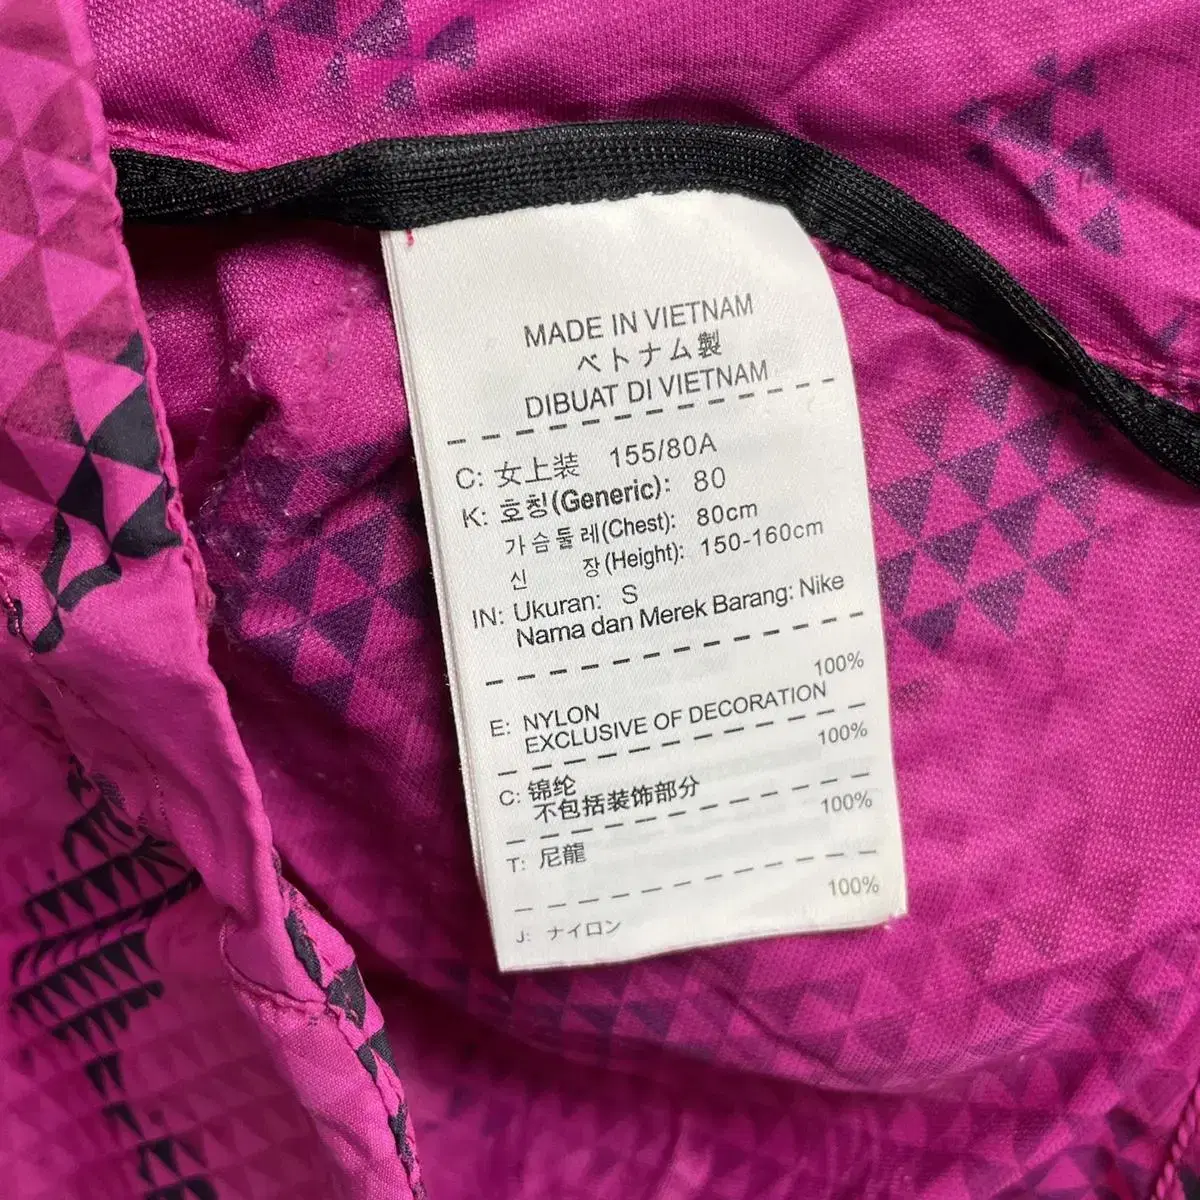 MADE IN VIETNAM
ベトナム製
DIBUAT DI VIETNAM
C: 女上装 155/80A
K: 호칭(Generic): 80
가슴둘레(Chest): 80cm
신 장(Height): 150-160cm
IN: Ukuran: S
Nama dan Merek Barang: Nike
100%
E: NYLON
EXCLUSIVE OF DECORATION
100%
C: 锦纶
不包括装饰部分
100%
T: 尼龍
100%
J: ナイロン